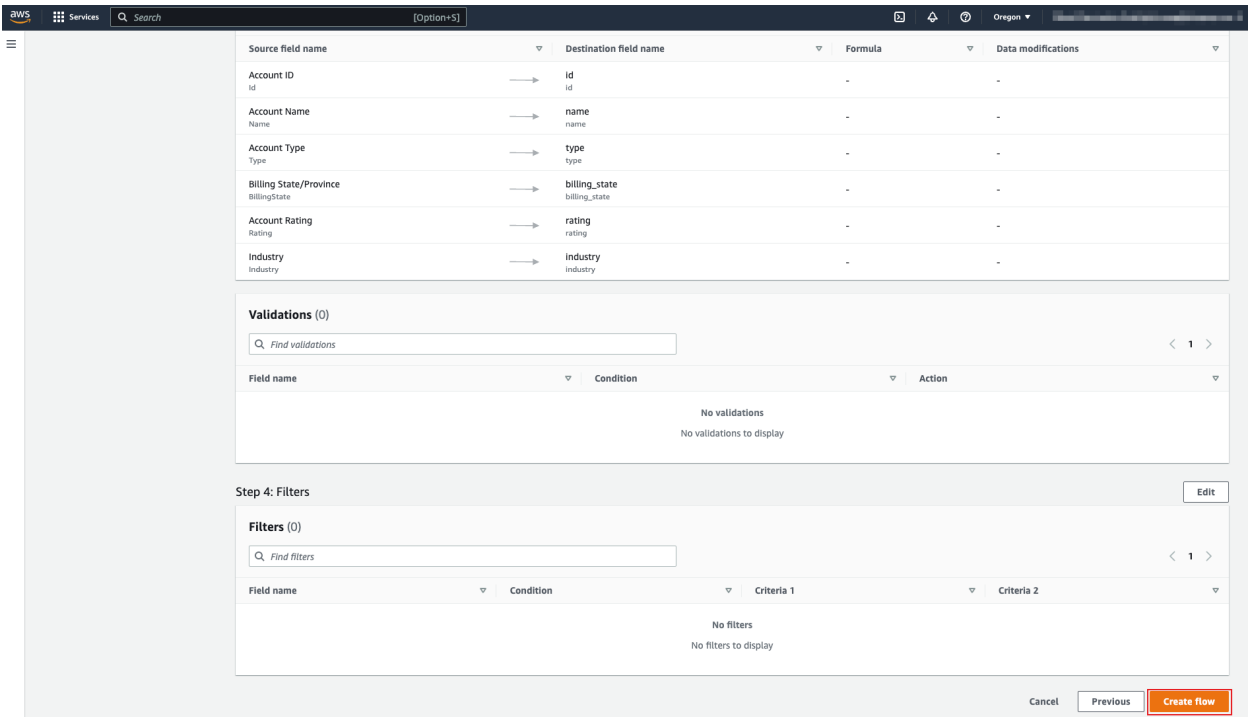 aws Services Search [Option+S] Oregon
Source field name Destination field name Formula Data modifications
Account ID id - -
Id id
Account Name name - -
Name name
Account Type type - -
Type type
Billing State/Province billing_state - -
BillingState billing_state
Account Rating rating - -
Rating rating
Industry industry - -
Industry industry
Validations (0)
Find validations 1
Field name Condition Action
No validations
No validations to display
Step 4: Filters Edit
Filters (0)
Find filters 1
Field name Condition Criteria 1 Criteria 2
No filters
No filters to display
Cancel Previous Create flow